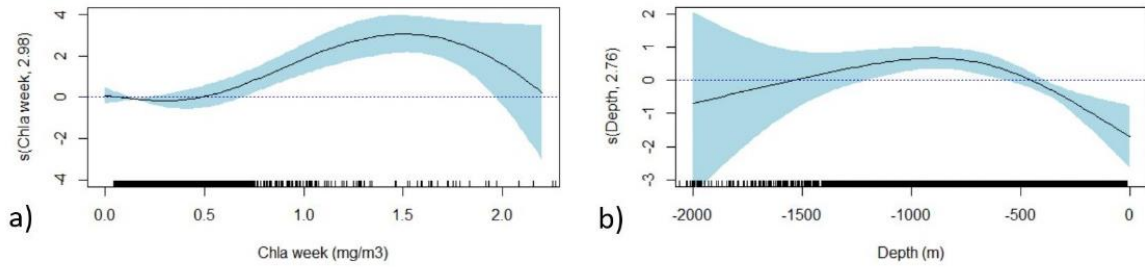 s(Chla week, 2.98)
4
2
0
-2
-4
0.0 0.5 1.0 1.5 2.0
a) Chla week (mg/m3)
s(Depth, 2.76)
2
1
0
-1
-2
-3
-2000 -1500 -1000 -500 0
b) Depth (m)